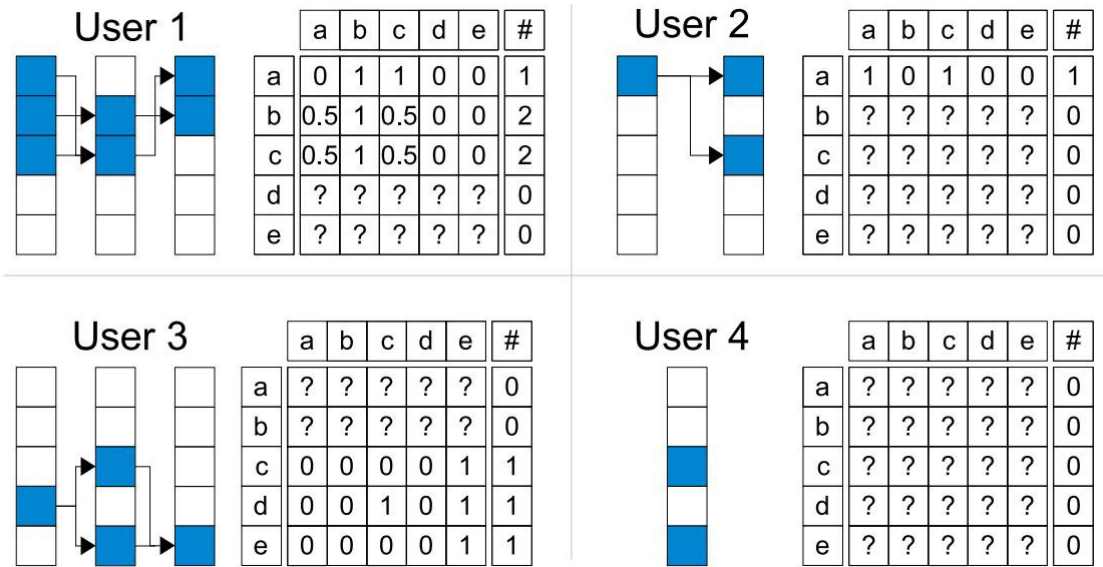 User 1
a b c d e #
a 0 1 1 0 0 1
b 0.5 1 0.5 0 0 2
c 0.5 1 0.5 0 0 2
d ? ? ? ? ? 0
e ? ? ? ? ? 0
User 2
a b c d e #
a 1 0 1 0 0 1
b ? ? ? ? ? 0
c ? ? ? ? ? 0
d ? ? ? ? ? 0
e ? ? ? ? ? 0
User 3
a b c d e #
a ? ? ? ? ? 0
b ? ? ? ? ? 0
c 0 0 0 0 1 1
d 0 0 1 0 1 1
e 0 0 0 0 1 1
User 4
a b c d e #
a ? ? ? ? ? 0
b ? ? ? ? ? 0
c ? ? ? ? ? 0
d ? ? ? ? ? 0
e ? ? ? ? ? 0